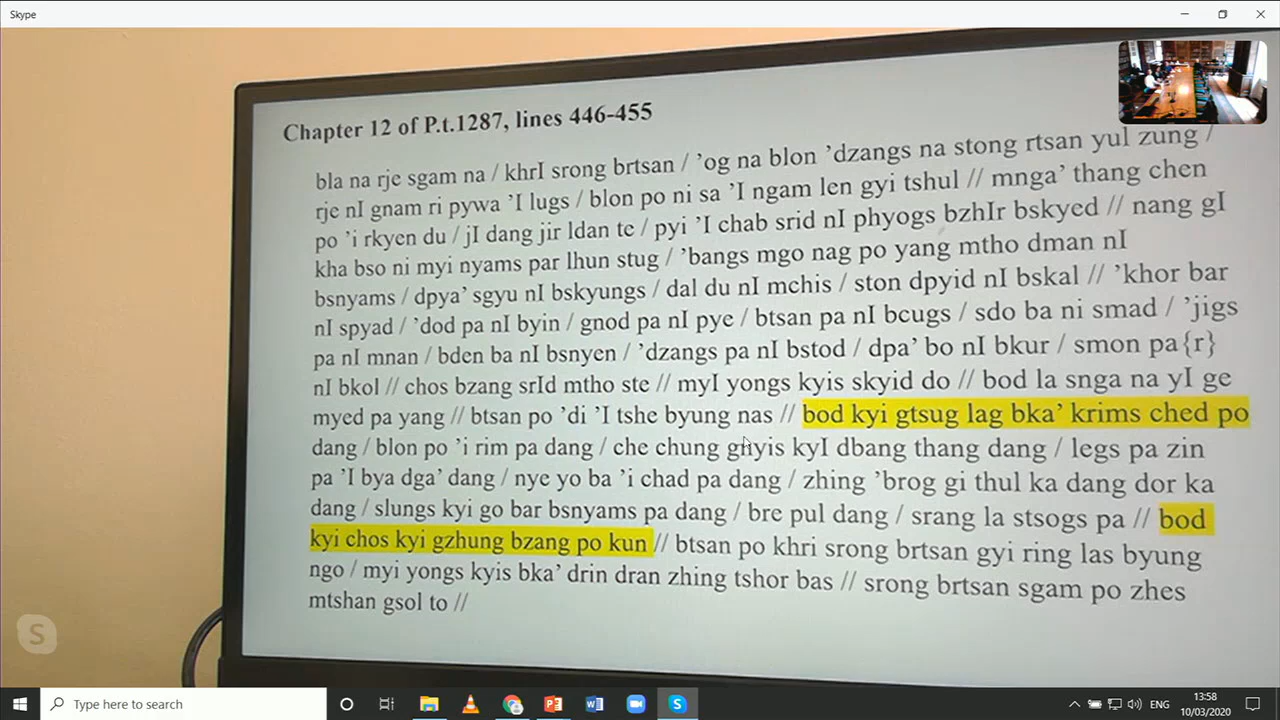 Skype
Chapter 12 of P.t.1287, lines 446-455
bla na rje sgam na / khrI srong brtsan / ’og na blon ’dzangs na stong rtsan yul zung /
rje nI gnam ri pywa ’I lugs / blon po ni sa ’I ngam len gyi tshul // mnga’ thang chen
po ’i rkyen du / jI dang jir ldan te / pyi ’I chab srid nI phyogs bzhIr bskyed // nang gI
kha bso ni myi nyams par lhun stug / ’bangs mgo nag po yang mtho dman nI
bsnyams / dpya’ sgyu nI bskyungs / dal du nI mchis / ston dpyid nI bskal // ’khor bar
nI spyad / ’dod pa nI byin / gnod pa nI pye / btsan pa nI bcugs / sdo ba ni smad / ’jigs
pa nI mnan / bden ba nI bsnyen / ’dzangs pa nI bstod / dpa’ bo nI bkur / smon pa{r}
nI bkol // chos bzang srId mtho ste // myI yongs kyis skyid do // bod la snga na yI ge
myed pa yang // btsan po ’di ’I tshe byung nas // bod kyi gtsug lag bka’ krims ched po
dang / blon po ’i rim pa dang / che chung gnyis kyI dbang thang dang / legs pa zin
pa ’I bya dga’ dang / nye yo ba ’i chad pa dang / zhing ’brog gi thul ka dang dor ka
dang / slungs kyi go bar bsnyams pa dang / bre pul dang / srang la stsogs pa // bod
kyi chos kyi gzhung bzang po kun // btsan po khri srong brtsan gyi ring las byung
ngo / myi yongs kyis bka’ drin dran zhing tshor bas // srong brtsan sgam po zhes
mtshan gsol to //
Type here to search
ENG
13:58
10/03/2020